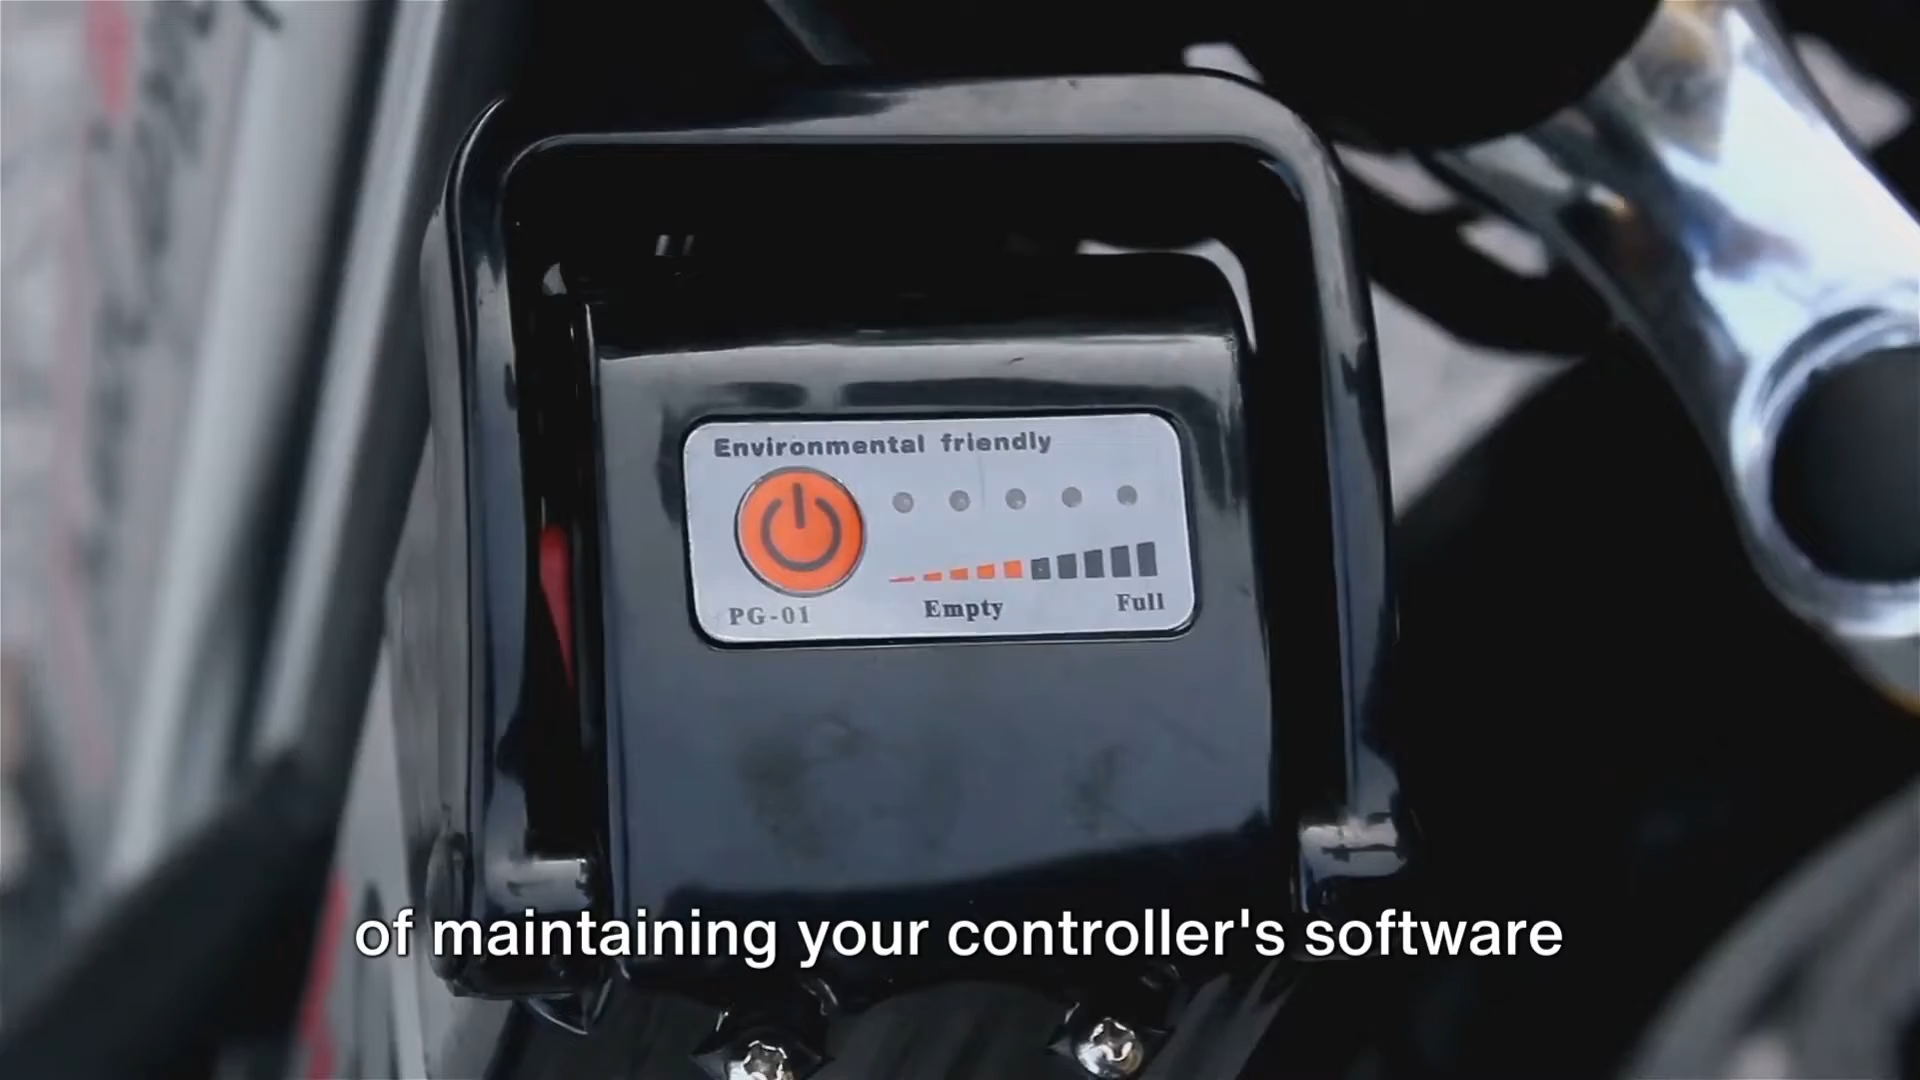 Environmental friendly
PG-01
Empty
Full
of maintaining your controller's software